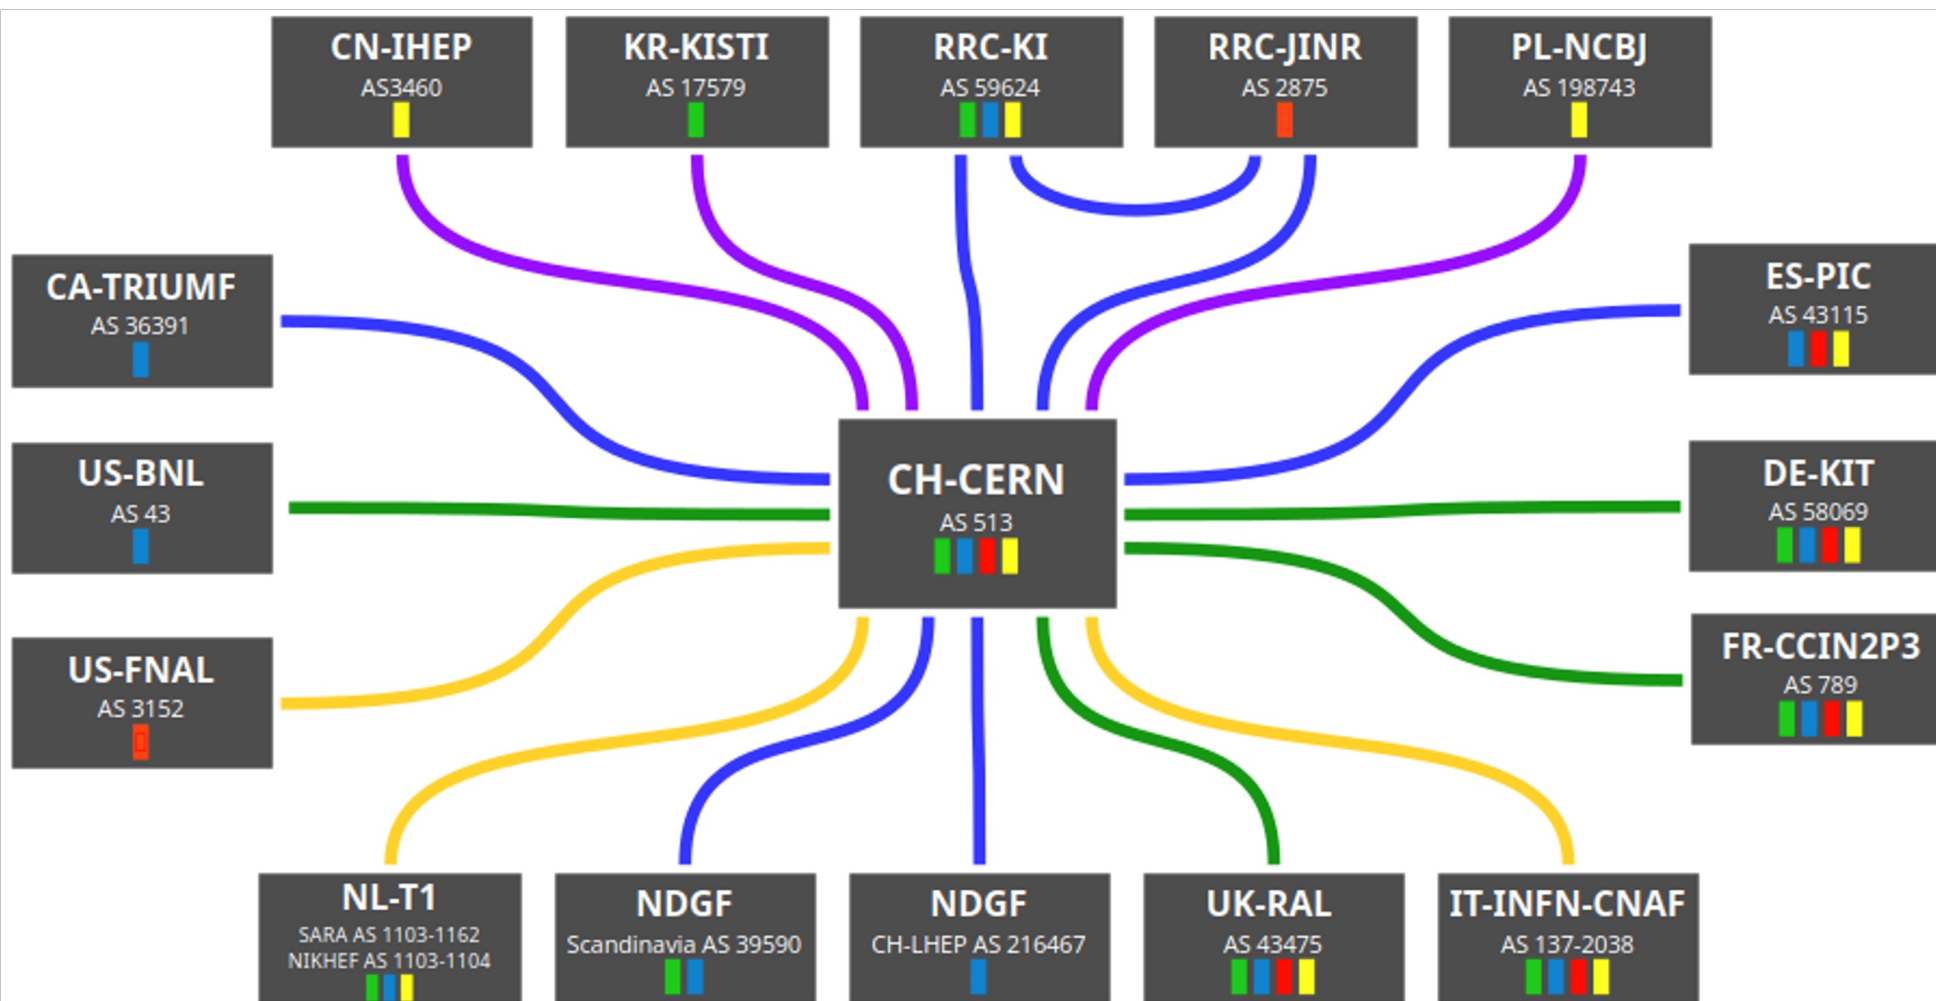 CN-IHEP
AS3460
KR-KISTI
AS 17579
RRC-KI
AS 59624
RRC-JINR
AS 2875
PL-NCBJ
AS 198743
CA-TRIUMF
AS 36391
ES-PIC
AS 43115
US-BNL
AS 43
CH-CERN
AS 513
DE-KIT
AS 58069
US-FNAL
AS 3152
FR-CCIN2P3
AS 789
NL-T1
SARA AS 1103-1162
NIKHEF AS 1103-1104
NDGF
Scandinavia AS 39590
NDGF
CH-LHEP AS 216467
UK-RAL
AS 43475
IT-INFN-CNAF
AS 137-2038